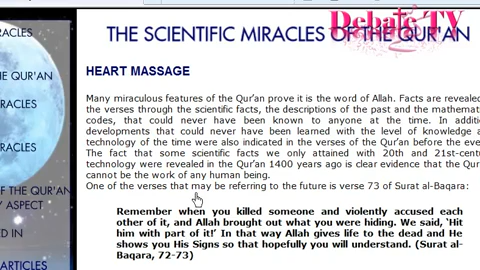 RACLES
THE SCIENTIFIC MIRACLES OF THE QUR'AN
Debate TV
HEART MASSAGE
E QUR'AN
RACLES
RACLES
OF THE QUR'AN
Y ASPECT
ED IN
ARTICLES
Many miraculous features of the Qur'an prove it is the word of Allah. Facts are revealed
the verses through the scientific facts, the descriptions of the past and the mathemat
codes, that could never have been known to anyone at the time. In additi
developments that could never have been learned with the level of knowledge a
technology of the time were also indicated in the verses of the Qur'an before the eve
The fact that some scientific facts we only attained with 20th and 21st-centu
technology were revealed in the Qur'an 1400 years ago is clear evidence that the Qur
cannot be the work of any human being.
One of the verses that may be referring to the future is verse 73 of Surat al-Baqara:
Remember when you killed someone and violently accused each
other of it, and Allah brought out what you were hiding. We said, 'Hit
him with part of it!' In that way Allah gives life to the dead and He
shows you His Signs so that hopefully you will understand. (Surat al-
Baqara, 72-73)